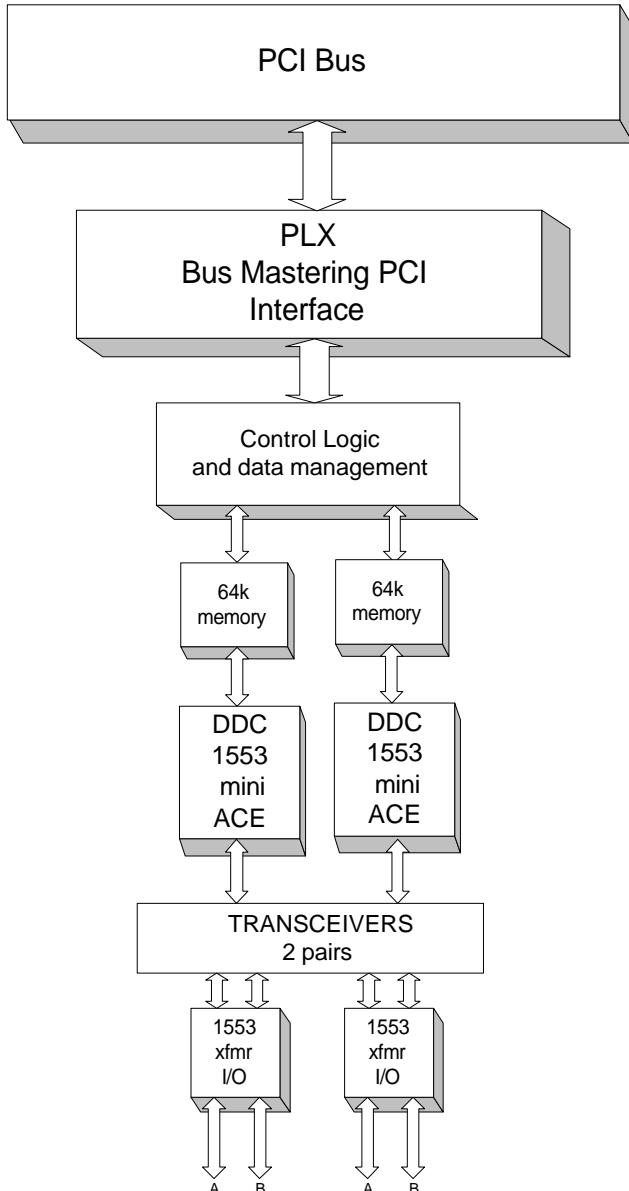 PCI Bus
PLX
Bus Mastering PCI
Interface
Control Logic
and data management
64k
memory
64k
memory
DDC
1553
mini
ACE
DDC
1553
mini
ACE
TRANSCEIVERS
2 pairs
1553
xfmr
I/O
1553
xfmr
I/O
A B A B